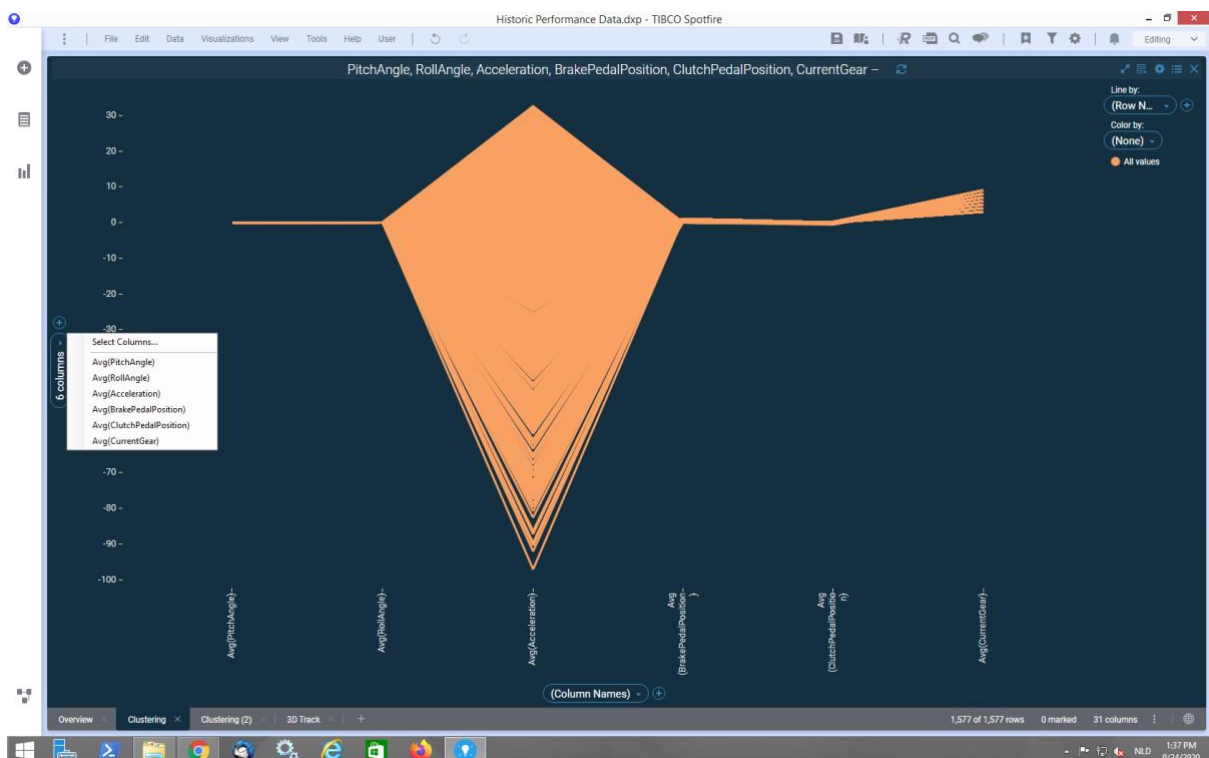 Historic Performance Data.dxp - TIBCO Spotfire
File Edit Data Visualizations View Tools Help User
Editing
PitchAngle, RollAngle, Acceleration, BrakePedalPosition, ClutchPedalPosition, CurrentGear –
Line by:
(Row N...
Color by:
(None)
All values
30 –
20 –
10 –
0 –
-10 –
-20 –
-30 –
6 columns
Select Columns...
Avg(PitchAngle)
Avg(RollAngle)
Avg(Acceleration)
Avg(BrakePedalPosition)
Avg(ClutchPedalPosition)
Avg(CurrentGear)
-70 –
-80 –
-90 –
-100 –
Avg(PitchAngle)–
Avg(RollAngle)–
Avg(Acceleration)–
Avg
(BrakePedalPosition–
)
Avg
(ClutchPedalPositio–
n)
Avg(CurrentGear)–
(Column Names)
Overview Clustering Clustering (2) 3D Track
1,577 of 1,577 rows 0 marked 31 columns
NLD 1:37 PM
9/24/2020